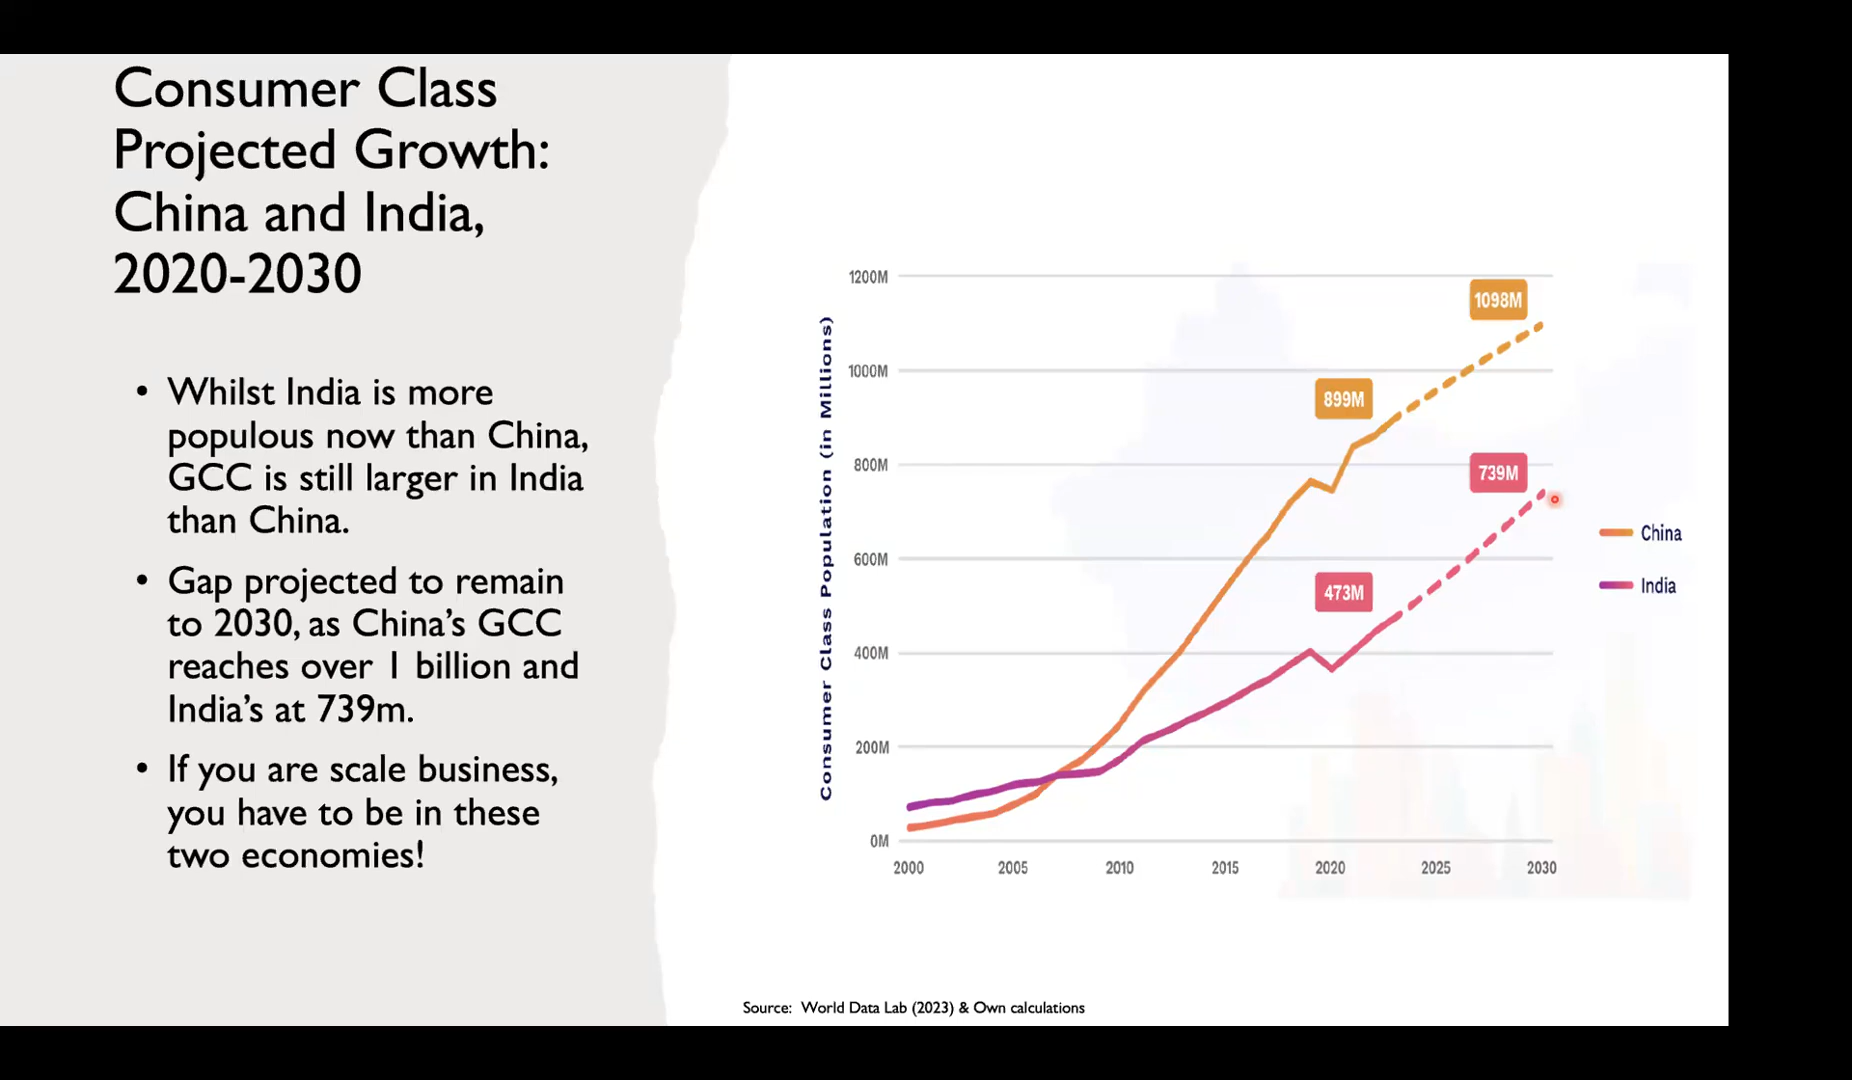 Consumer Class
Projected Growth:
China and India,
2020-2030
• Whilst India is more
populous now than China,
GCC is still larger in India
than China.
• Gap projected to remain
to 2030, as China's GCC
reaches over 1 billion and
India's at 739m.
• If you are scale business,
you have to be in these
two economies!
Consumer Class Population (in Millions)
1200M
1000M
800M
600M
400M
200M
0M
2000 2005 2010 2015 2020 2025 2030
1098M
899M
739M
473M
China
India
Source: World Data Lab (2023) & Own calculations